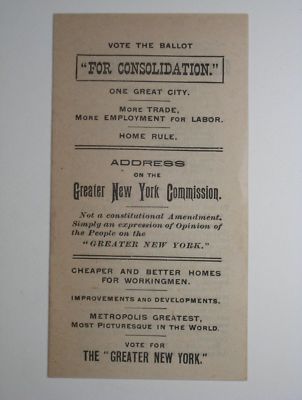 VOTE THE BALLOT
"FOR CONSOLIDATION."
ONE GREAT CITY.
MORE TRADE,
MORE EMPLOYMENT FOR LABOR.
HOME RULE.
ADDRESS
ON THE
Greater New York Commission.
Not a constitutional Amendment.
Simply an expression of Opinion of
the People on the
"GREATER NEW YORK."
CHEAPER AND BETTER HOMES
FOR WORKINGMEN.
IMPROVEMENTS AND DEVELOPMENTS.
METROPOLIS GREATEST,
MOST PICTURESQUE IN THE WORLD.
VOTE FOR
THE "GREATER NEW YORK."